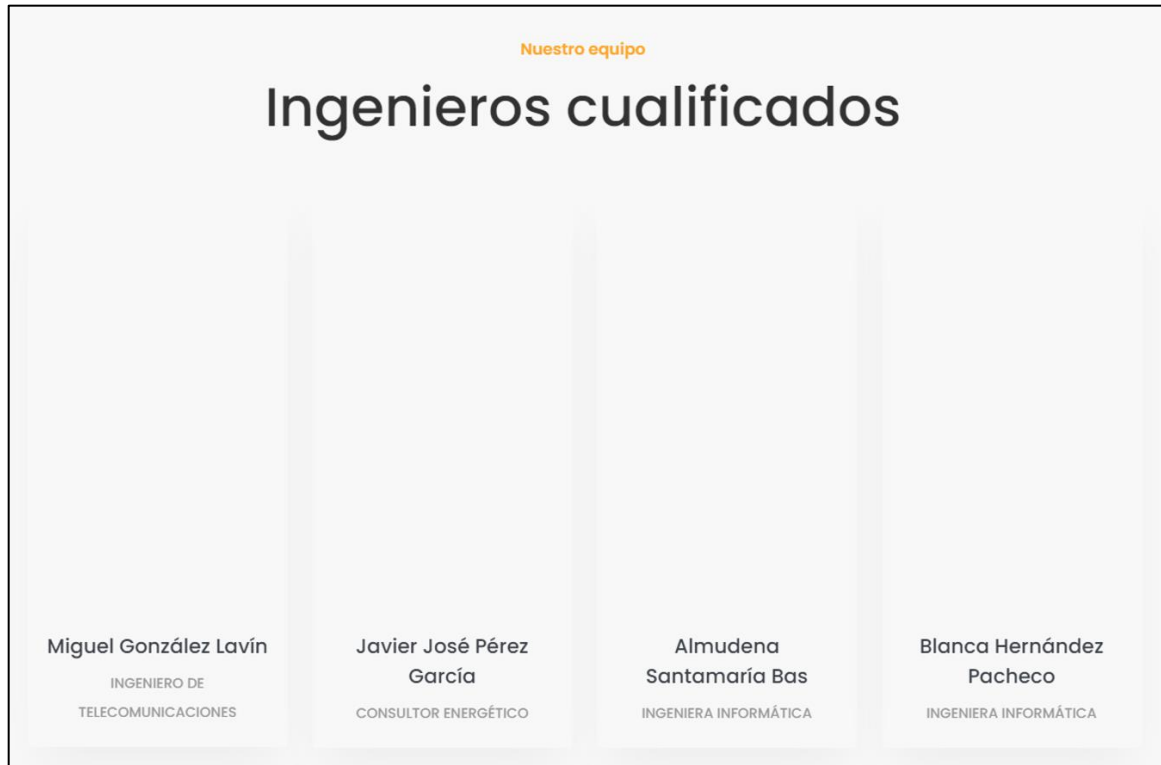 Nuestro equipo
Ingenieros cualificados
Miguel González Lavín
INGENIERO DE
TELECOMUNICACIONES
Javier José Pérez
García
CONSULTOR ENERGÉTICO
Almudena
Santamaría Bas
INGENIERA INFORMÁTICA
Blanca Hernández
Pacheco
INGENIERA INFORMÁTICA